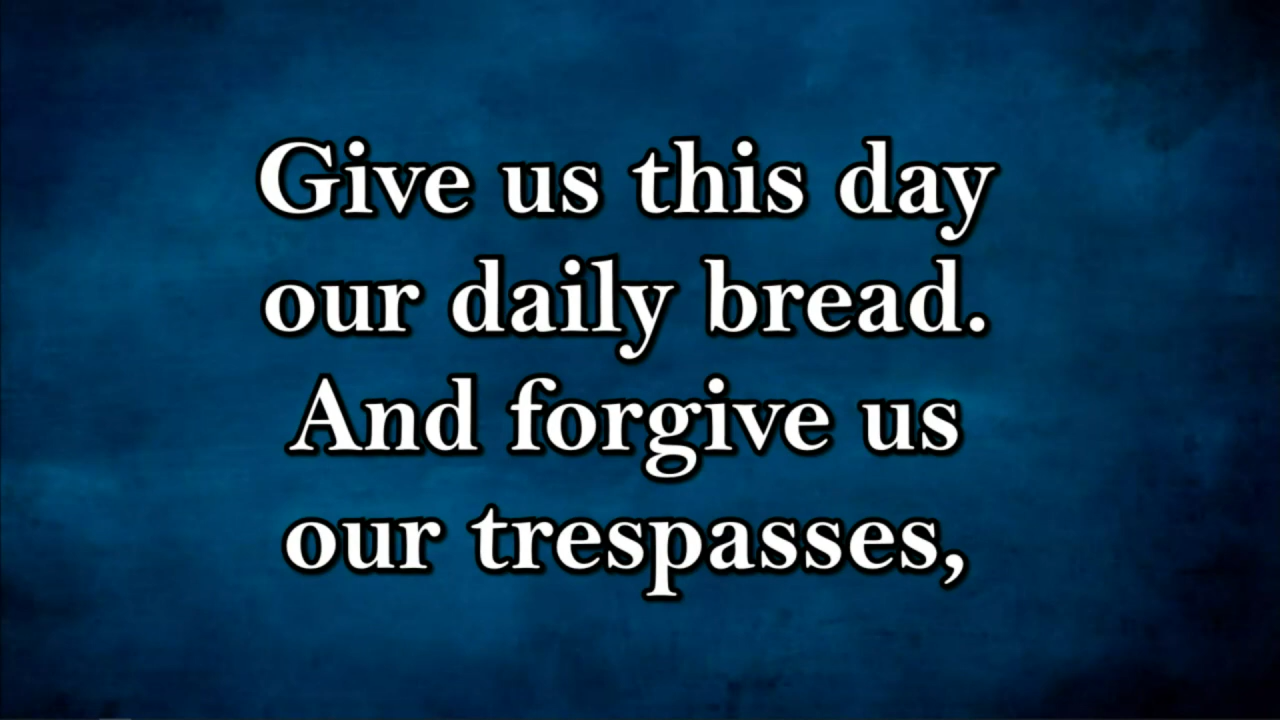 Give us this day
our daily bread.
And forgive us
our trespasses,